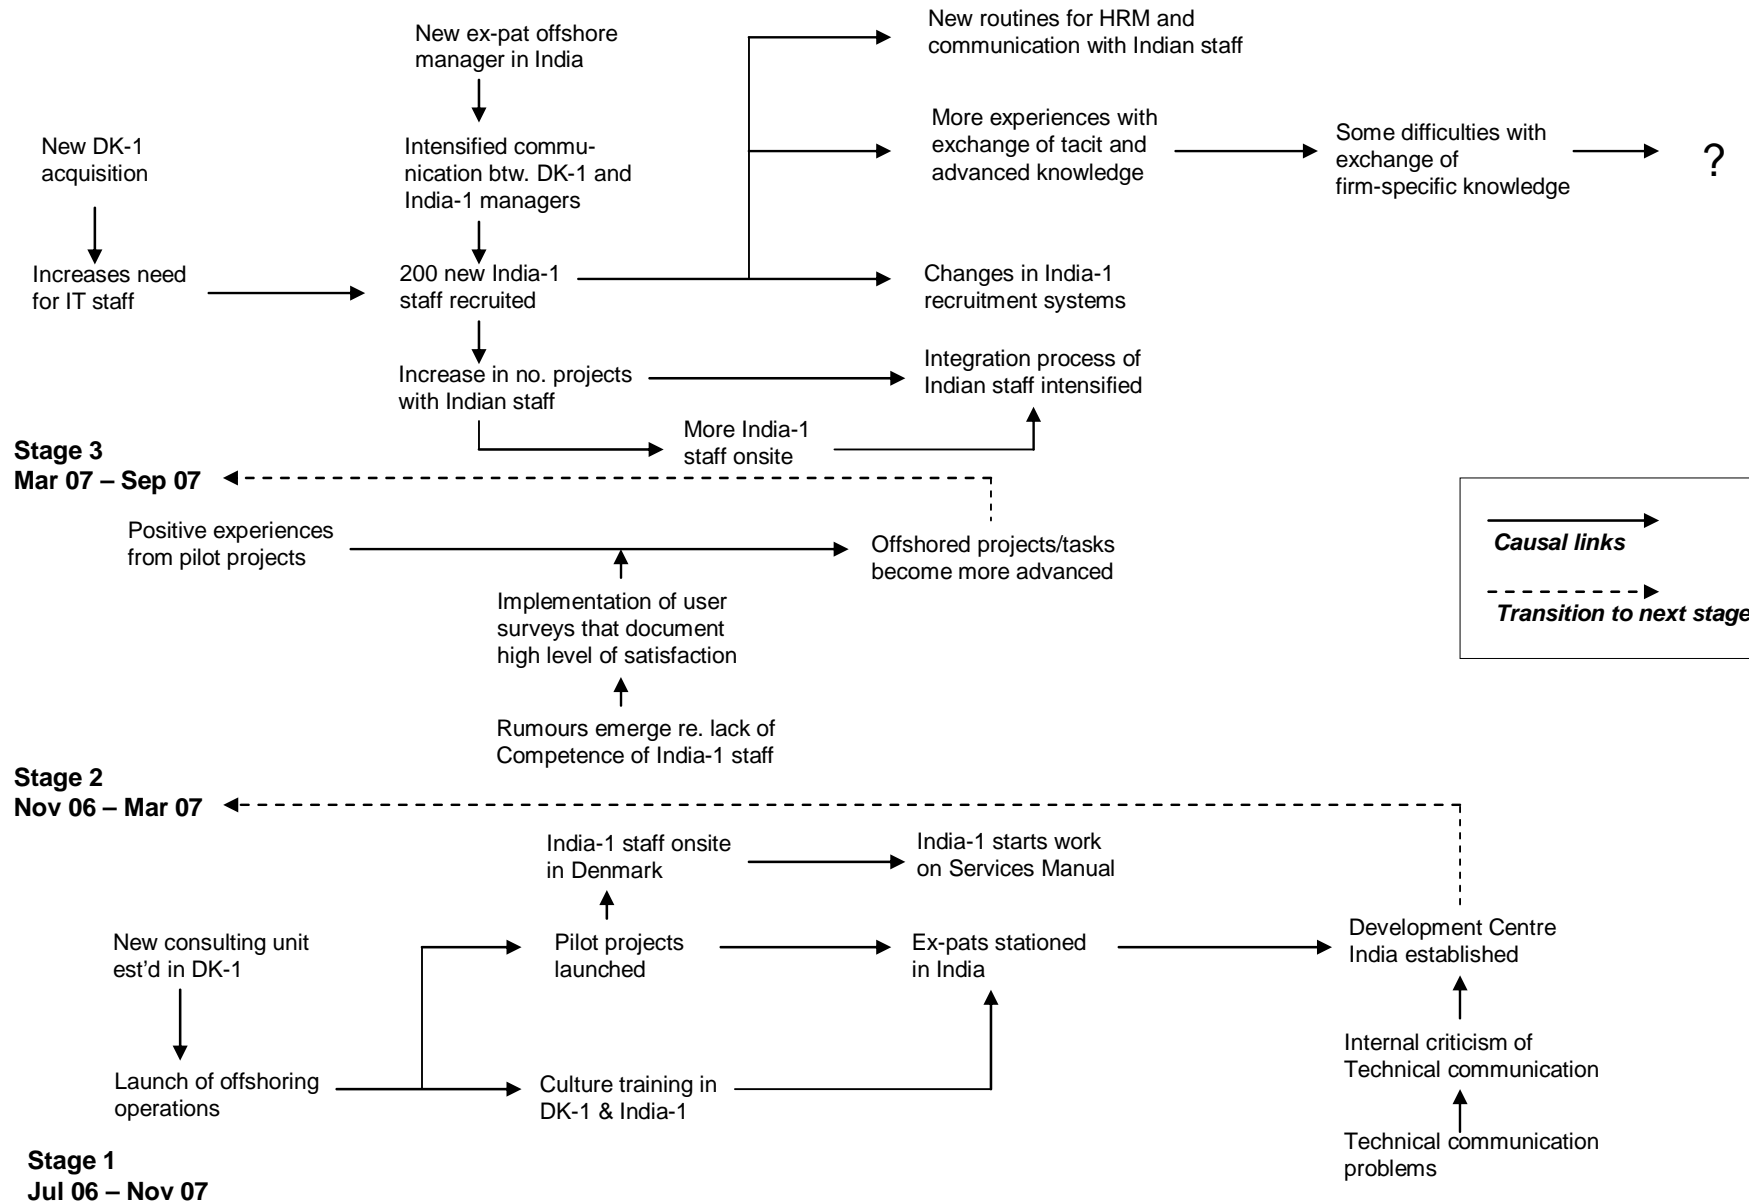 New ex-pat offshore
manager in India
New routines for HRM and
communication with Indian staff
New DK-1
acquisition
Intensified commu-
nication btw. DK-1 and
India-1 managers
More experiences with
exchange of tacit and
advanced knowledge
Some difficulties with
exchange of
firm-specific knowledge
?
Increases need
for IT staff
200 new India-1
staff recruited
Changes in India-1
recruitment systems
Increase in no. projects
with Indian staff
Integration process of
Indian staff intensified
More India-1
staff onsite
Stage 3
Mar 07 – Sep 07
Positive experiences
from pilot projects
Offshored projects/tasks
become more advanced
Causal links
Transition to next stage
Implementation of user
surveys that document
high level of satisfaction
Rumours emerge re. lack of
Competence of India-1 staff
Stage 2
Nov 06 – Mar 07
India-1 staff onsite
in Denmark
India-1 starts work
on Services Manual
New consulting unit
est’d in DK-1
Pilot projects
launched
Ex-pats stationed
in India
Development Centre
India established
Launch of offshoring
operations
Culture training in
DK-1 & India-1
Internal criticism of
Technical communication
Technical communication
problems
Stage 1
Jul 06 – Nov 07